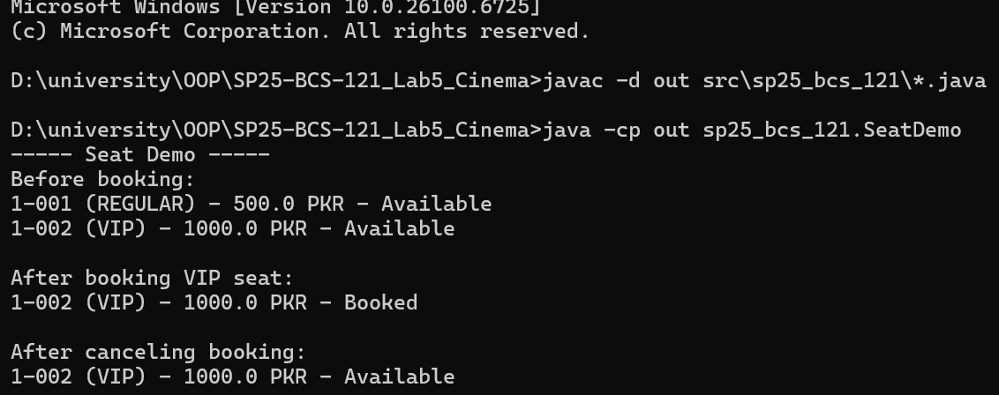 Microsoft Windows [Version 10.0.26100.6725]
(c) Microsoft Corporation. All rights reserved.
D:\university\OOP\SP25-BCS-121_Lab5_Cinema>javac -d out src\sp25_bcs_121\*.java
D:\university\OOP\SP25-BCS-121_Lab5_Cinema>java -cp out sp25_bcs_121.SeatDemo
----- Seat Demo -----
Before booking:
1-001 (REGULAR) - 500.0 PKR - Available
1-002 (VIP) - 1000.0 PKR - Available
After booking VIP seat:
1-002 (VIP) - 1000.0 PKR - Booked
After canceling booking:
1-002 (VIP) - 1000.0 PKR - Available